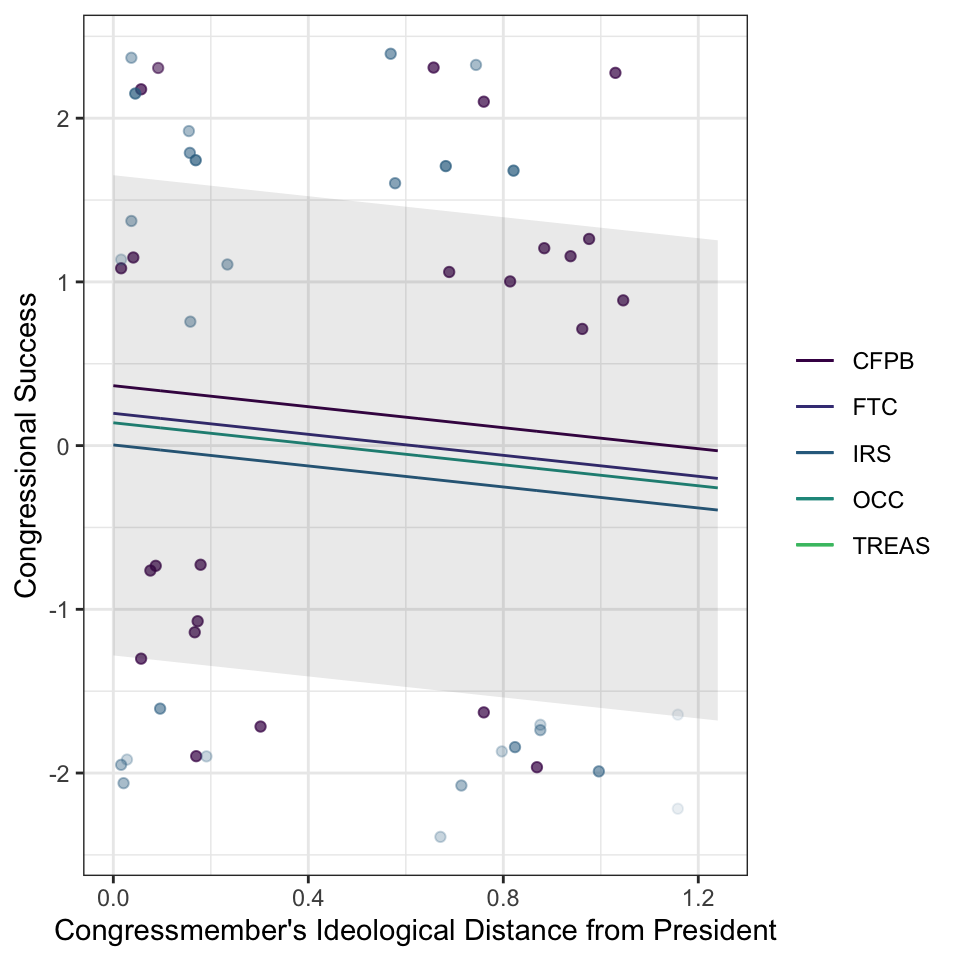 2
1
0
-1
-2
Congressional Success
0.0
0.4
0.8
1.2
Congressmember's Ideological Distance from President
CFPB
FTC
IRS
OCC
TREAS